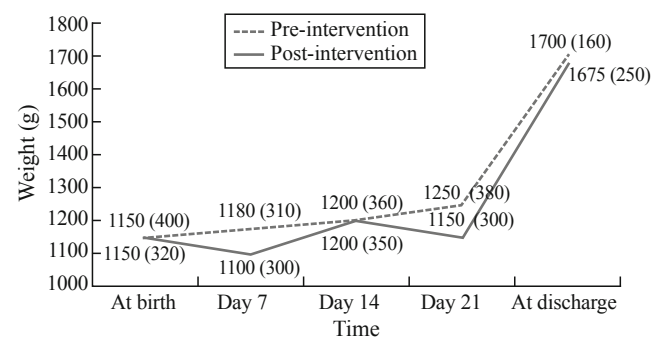 1800
1700
1600
1500
1400
1300
1200
1100
1000
Weight (g)
Pre-intervention
Post-intervention
1150 (400)
1150 (320)
1180 (310)
1100 (300)
1200 (360)
1200 (350)
1250 (380)
1150 (300)
1700 (160)
1675 (250)
At birth
Day 7
Day 14
Day 21
At discharge
Time